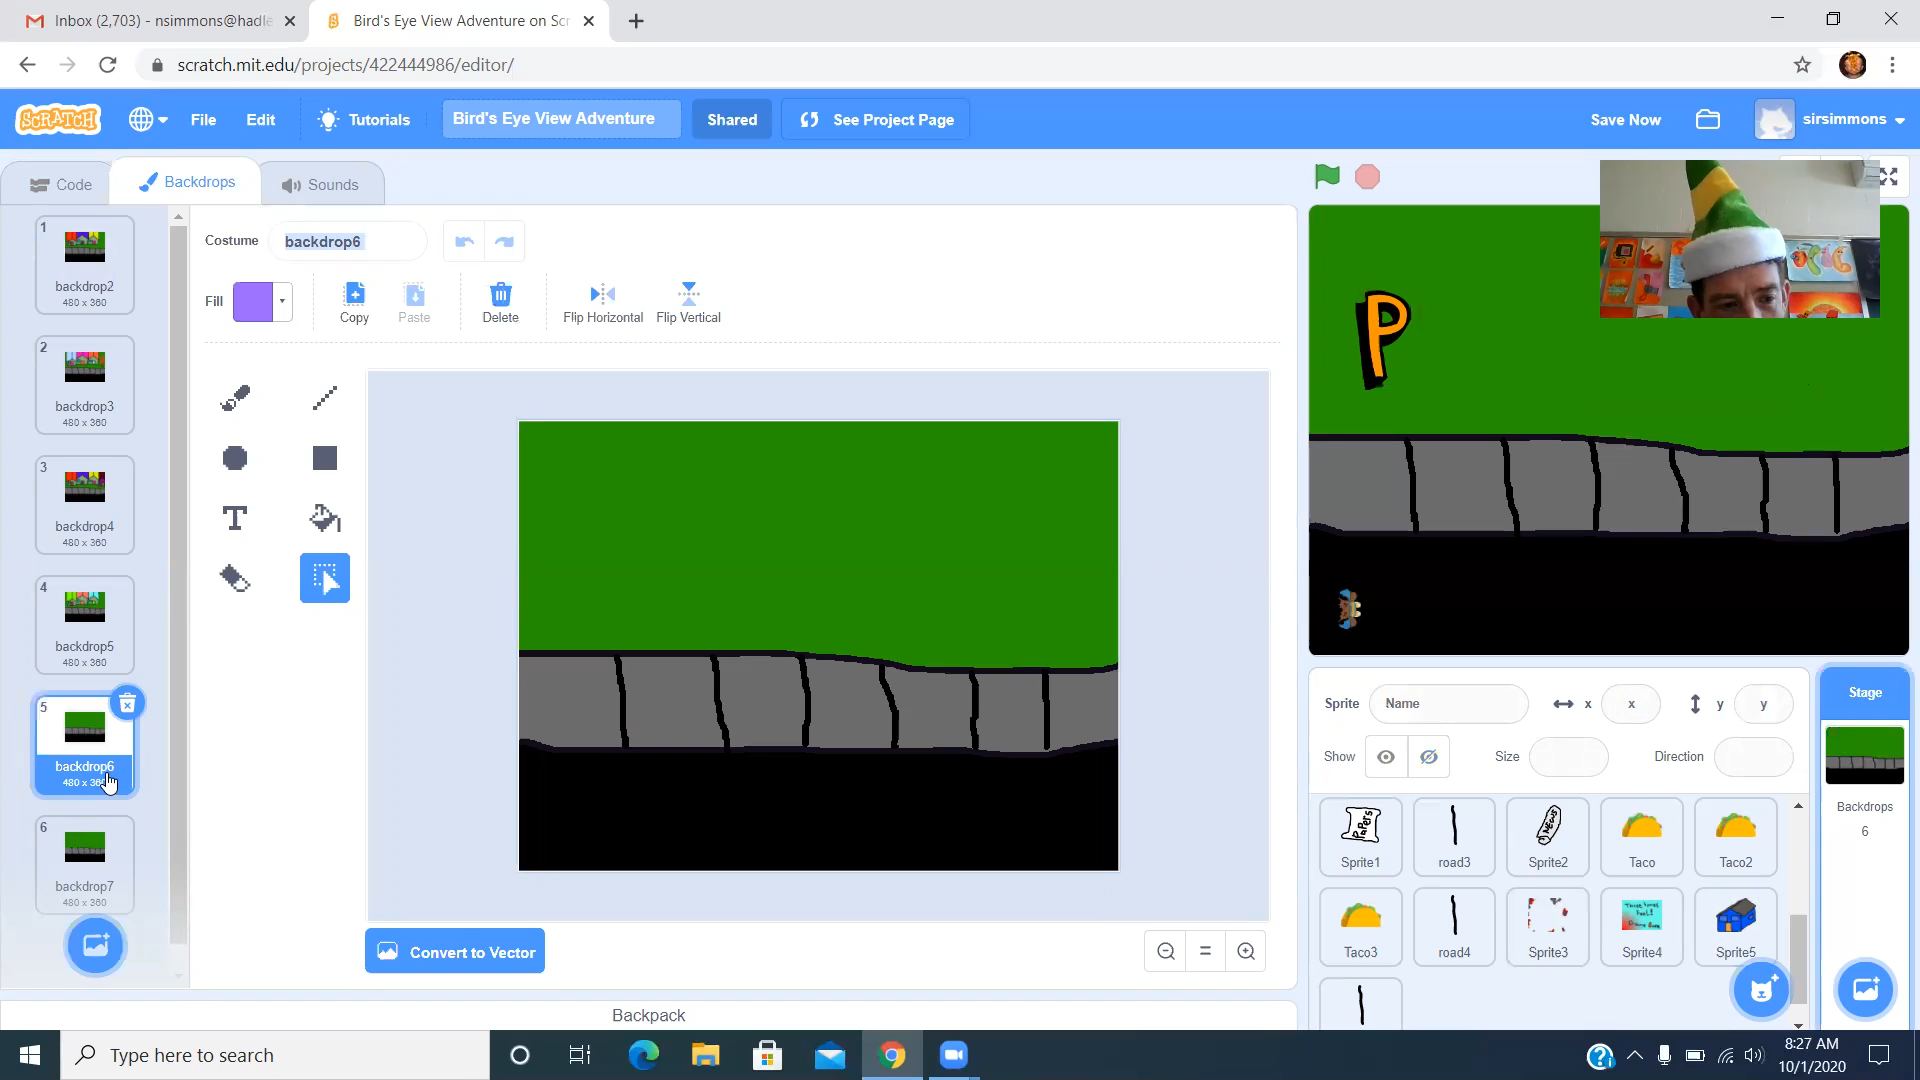 Inbox (2,703) - nsimmons@hadle
Bird's Eye View Adventure on Scr
scratch.mit.edu/projects/422444986/editor/
SCRATCH
File
Edit
Tutorials
Bird's Eye View Adventure
Shared
See Project Page
Save Now
sirsimmons
Code
Backdrops
Sounds
1
backdrop2
480 x 360
2
backdrop3
480 x 360
3
backdrop4
480 x 360
4
backdrop5
480 x 360
5
backdrop6
480 x 36
6
backdrop7
480 x 360
Costume
backdrop6
Fill
Copy
Paste
Delete
Flip Horizontal
Flip Vertical
T
Convert to Vector
Backpack
P
Sprite
Name
x
x
y
y
Show
Size
Direction
Stage
Backdrops
6
PaPers
Sprite1
road3
NEWS
Sprite2
Taco
Taco2
Taco3
road4
Sprite3
Sprite4
Sprite5
Type here to search
8:27 AM
10/1/2020